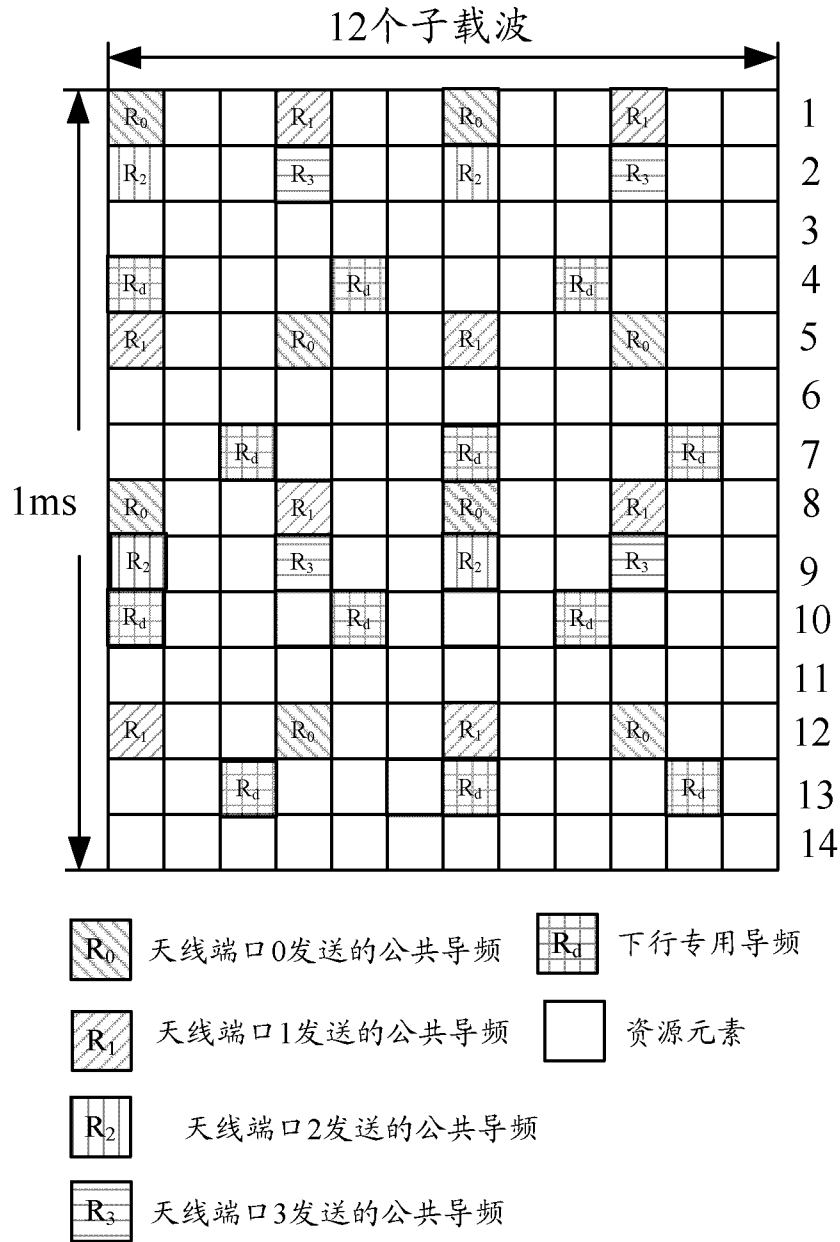 12个子载波
R0 R1 R0 R1 1
R2 R3 R2 R3 2
3
Rd Rd Rd 4
R1 R0 R1 R0 5
6
Rd Rd Rd 7
1ms
R0 R1 R0 R1 8
R2 R3 R2 R3 9
Rd Rd Rd 10
11
R1 R0 R1 R0 12
Rd Rd Rd 13
14
R0 天线端口0发送的公共导频
Rd 下行专用导频
R1 天线端口1发送的公共导频
资源元素
R2 天线端口2发送的公共导频
R3 天线端口3发送的公共导频